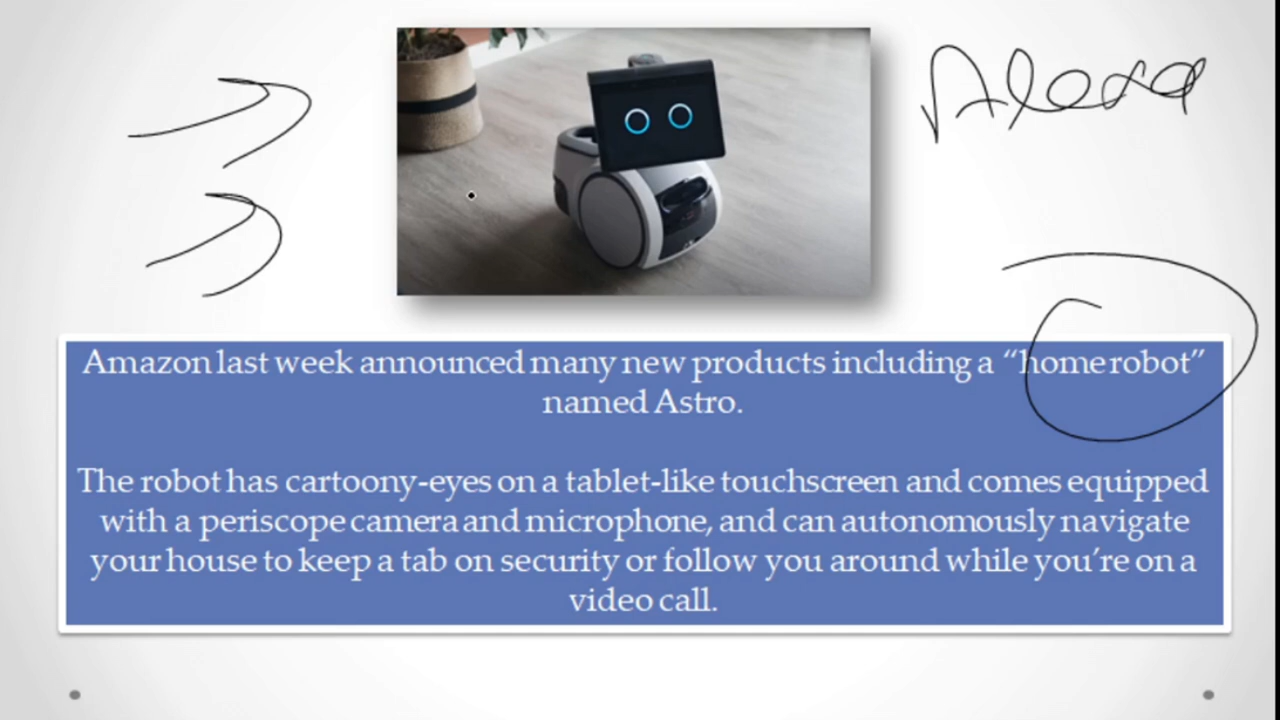 Alexa
Amazon last week announced many new products including a “home robot”
named Astro.
The robot has cartoony-eyes on a tablet-like touchscreen and comes equipped
with a periscope camera and microphone, and can autonomously navigate
your house to keep a tab on security or follow you around while you’re on a
video call.